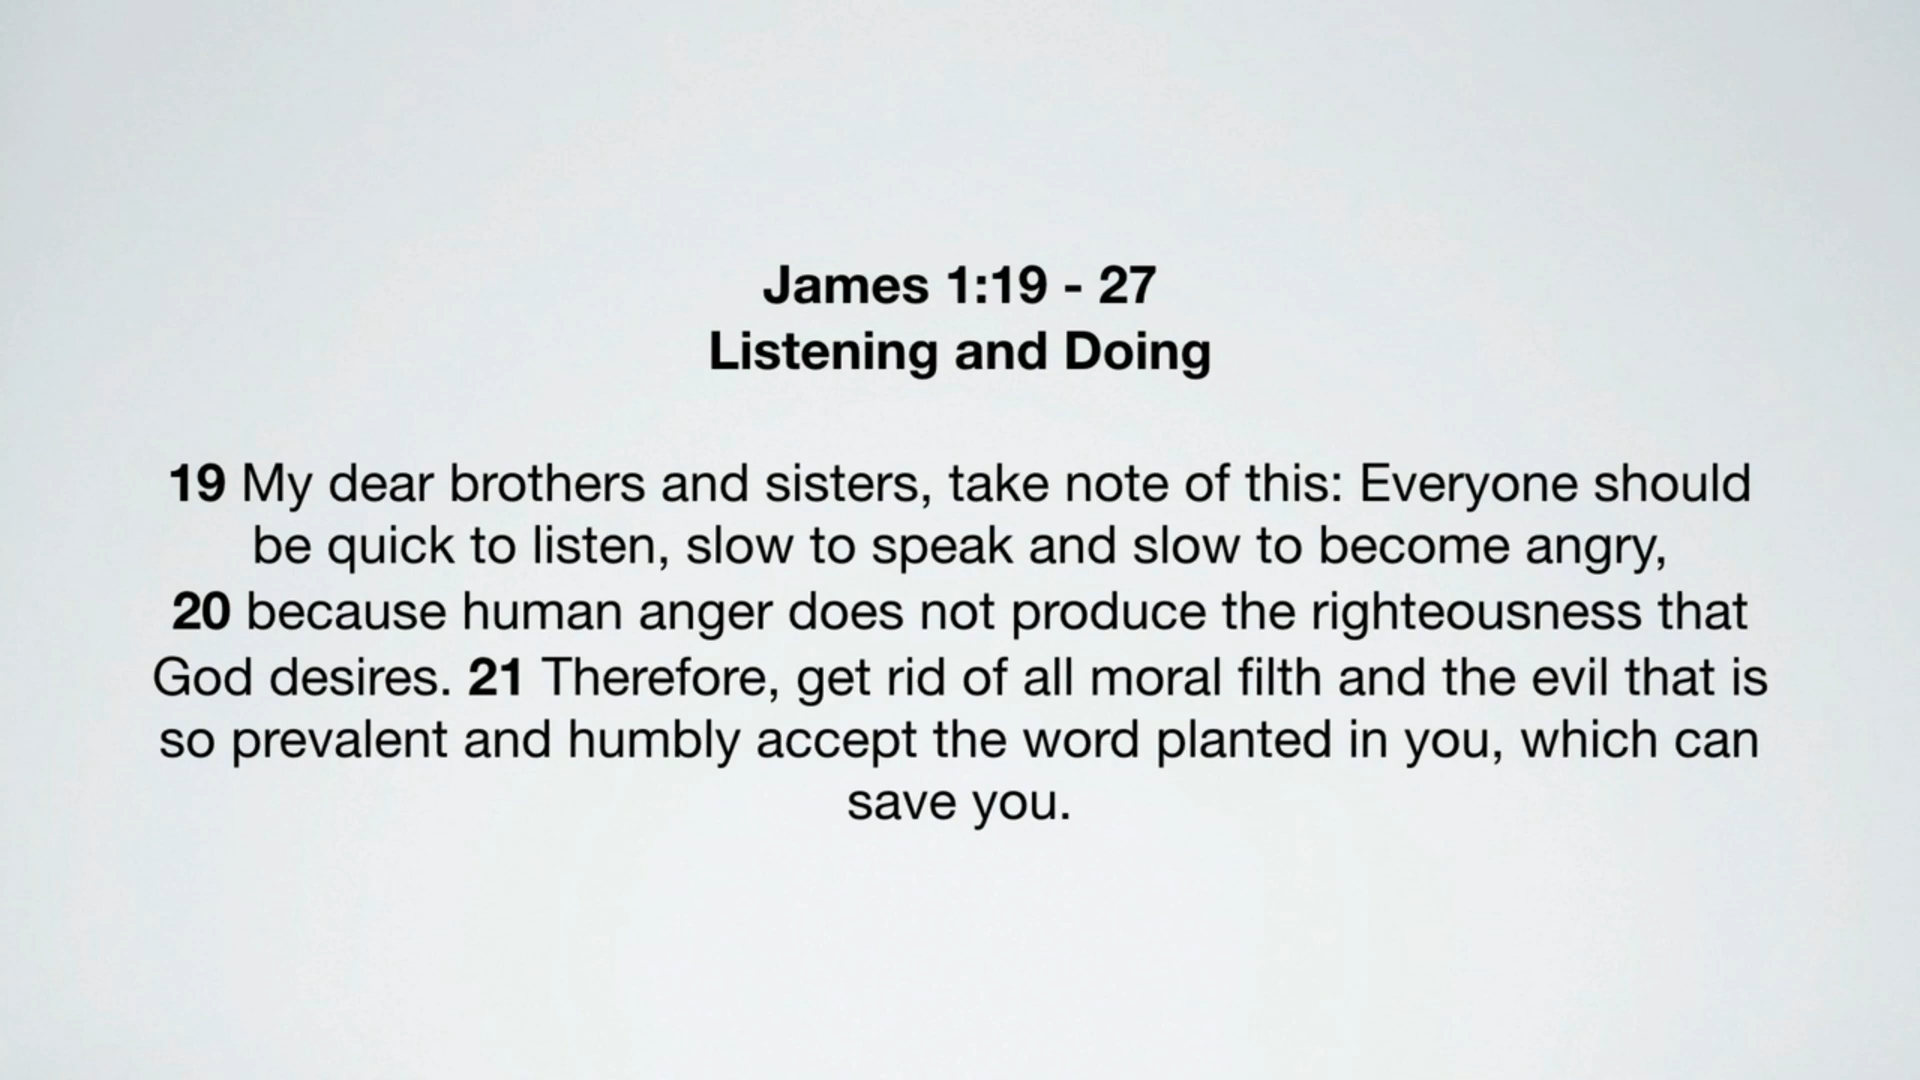 James 1:19 - 27
Listening and Doing
19 My dear brothers and sisters, take note of this: Everyone should
be quick to listen, slow to speak and slow to become angry,
20 because human anger does not produce the righteousness that
God desires. 21 Therefore, get rid of all moral filth and the evil that is
so prevalent and humbly accept the word planted in you, which can
save you.